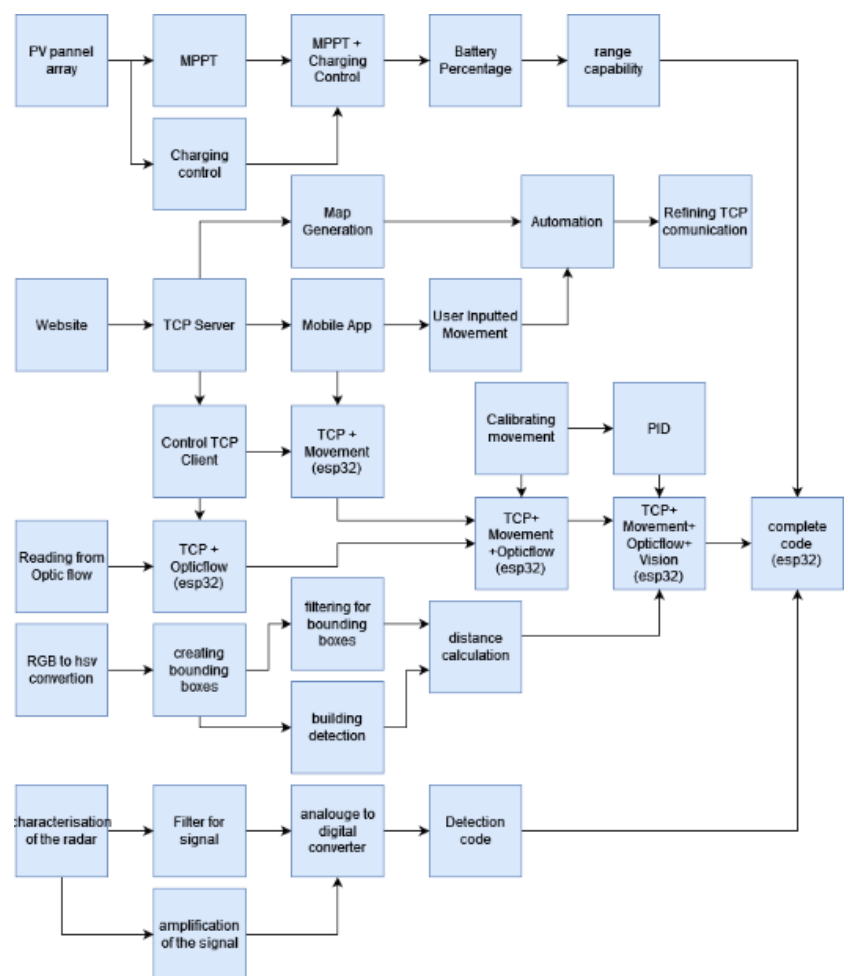 PV pannel
array
MPPT
MPPT +
Charging
Control
Battery
Percentage
range
capability
Charging
control
Map
Generation
Automation
Refining TCP
comunication
Website
TCP Server
Mobile App
User Inputted
Movement
Control TCP
Client
TCP +
Movement
(esp32)
Calibrating
movement
PID
Reading from
Optic flow
TCP +
Opticflow
(esp32)
TCP+
Movement
+Opticflow
(esp32)
TCP+
Movement+
Opticflow+
Vision
(esp32)
complete
code
(esp32)
RGB to hsv
convertion
creating
bounding
boxes
filtering for
bounding
boxes
distance
calculation
building
detection
characterisation
of the radar
Filter for
signal
analouge to
digital
converter
Detection
code
amplification
of the signal